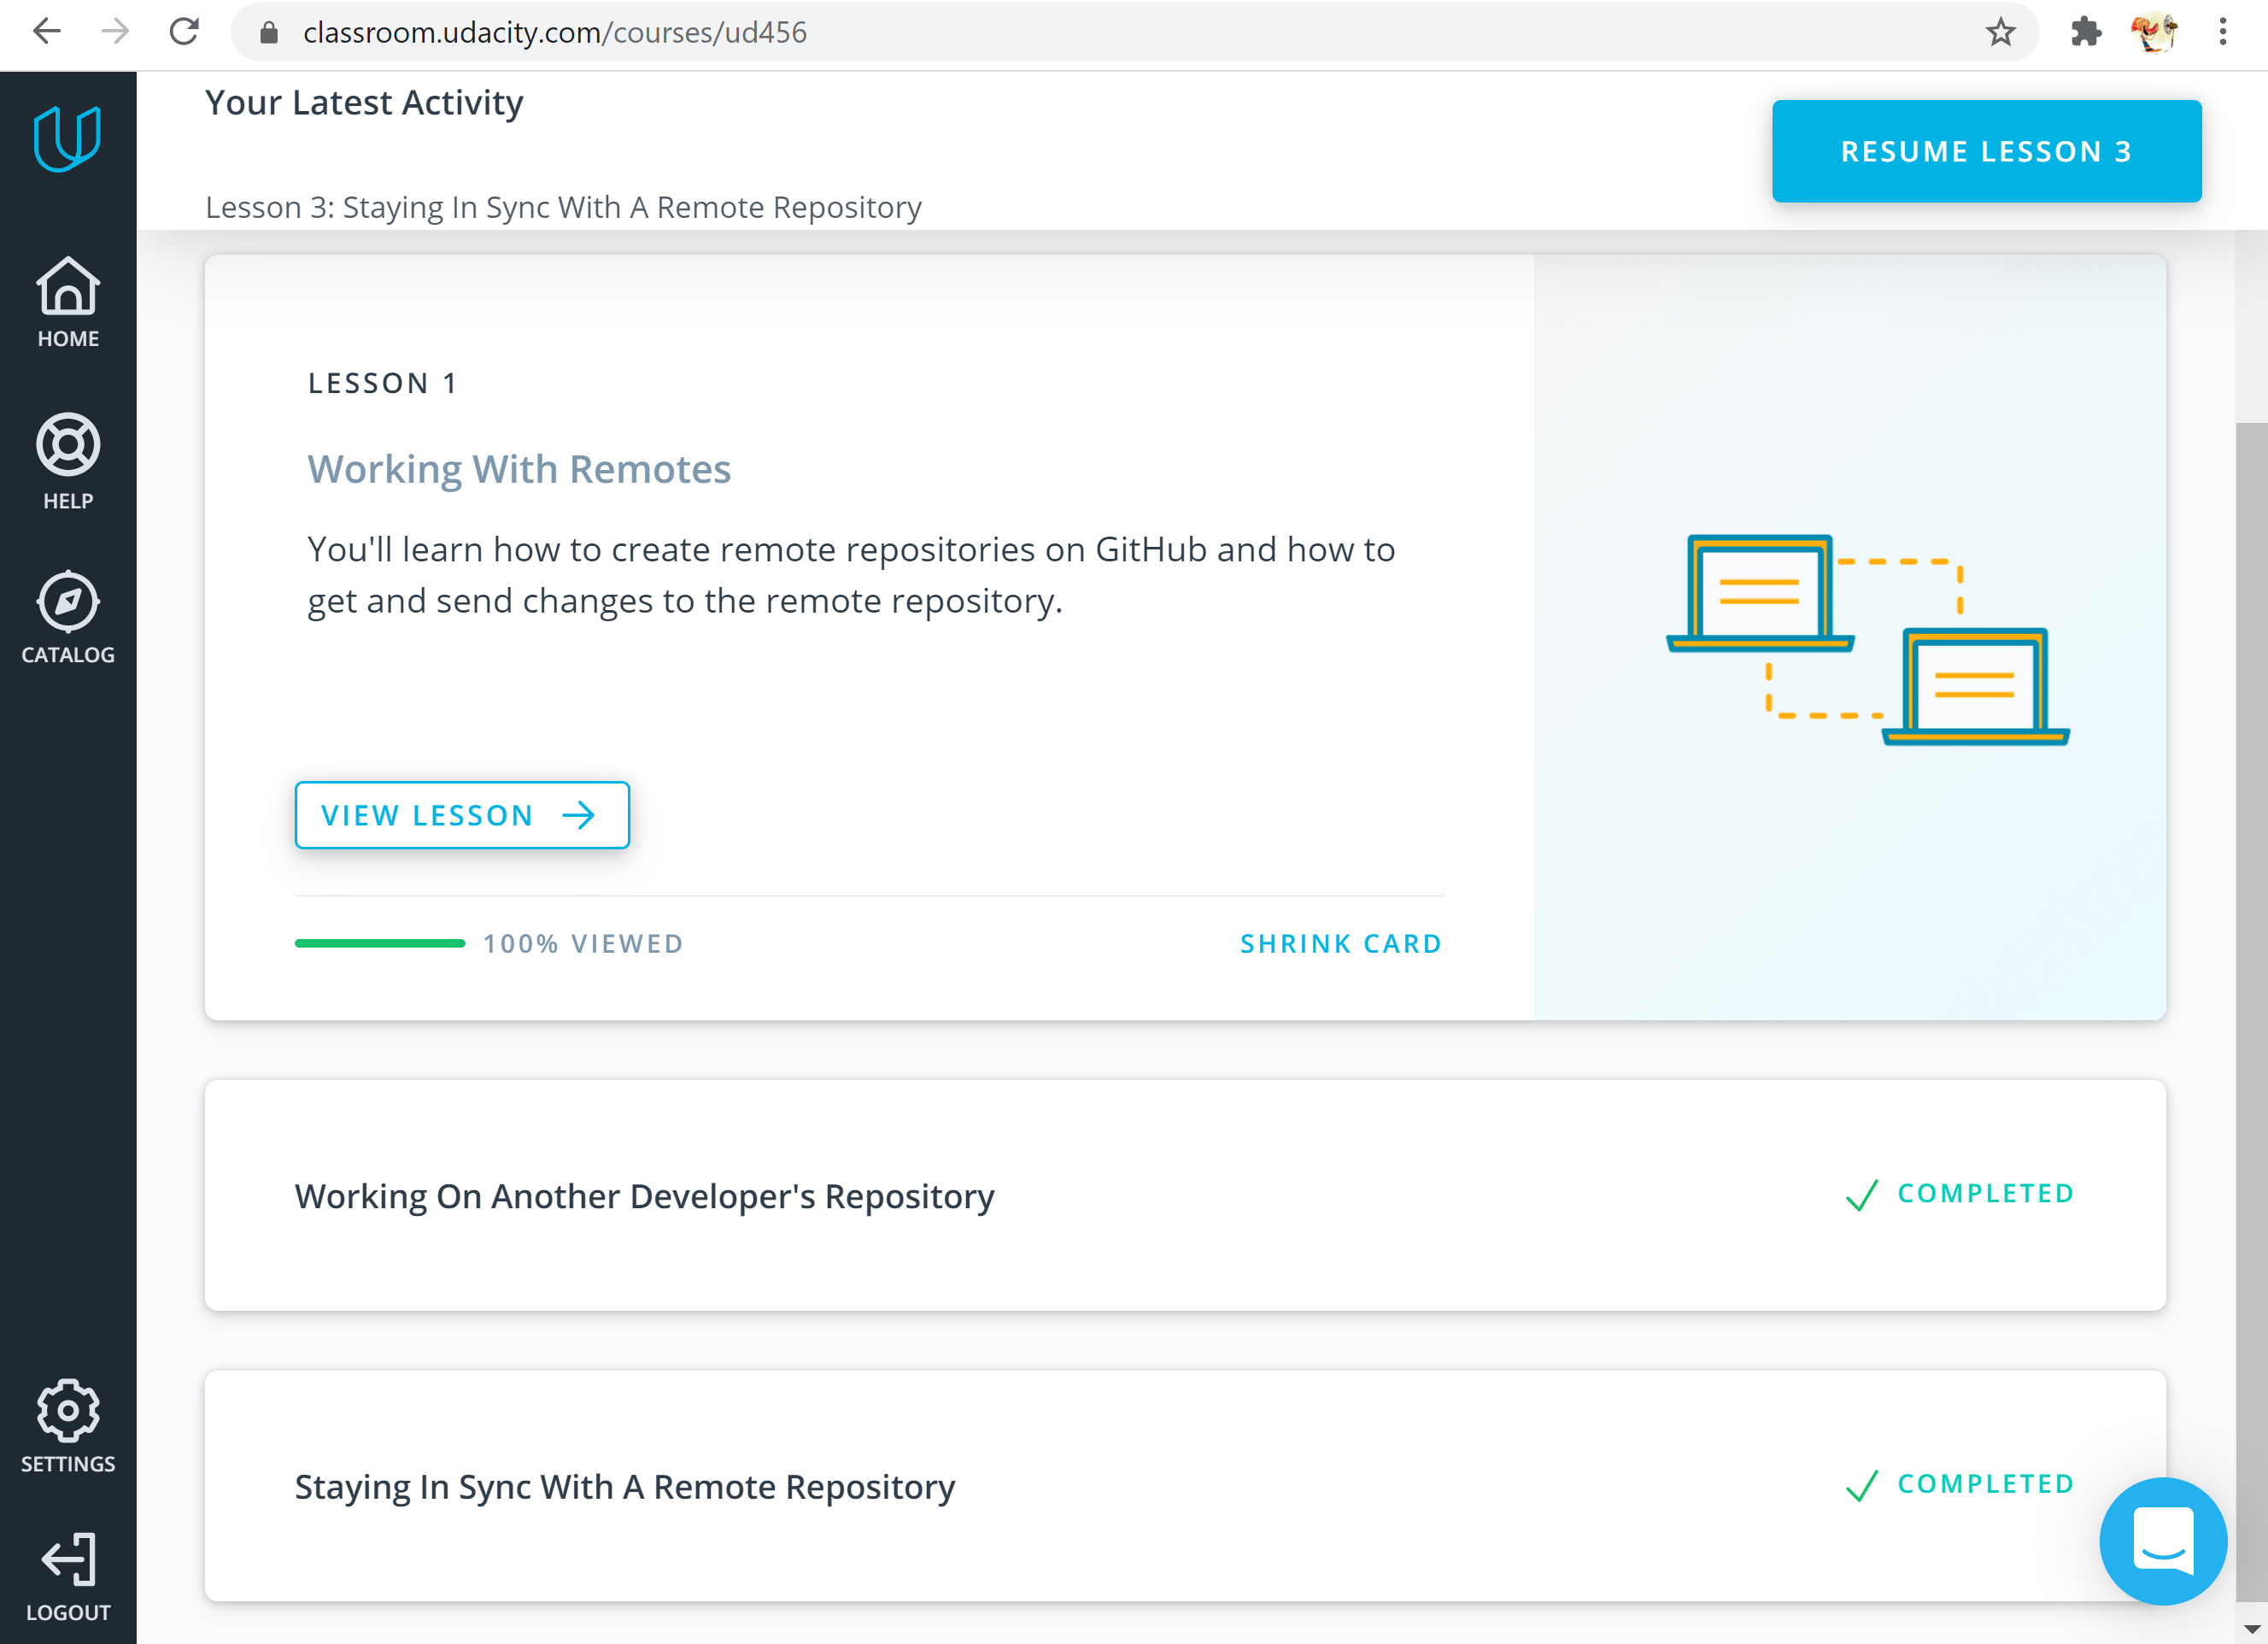 classroom.udacity.com/courses/ud456
Your Latest Activity
RESUME LESSON 3
Lesson 3: Staying In Sync With A Remote Repository
HOME
HELP
CATALOG
SETTINGS
LOGOUT
LESSON 1
Working With Remotes
You'll learn how to create remote repositories on GitHub and how to
get and send changes to the remote repository.
VIEW LESSON
100% VIEWED
SHRINK CARD
Working On Another Developer's Repository
COMPLETED
Staying In Sync With A Remote Repository
COMPLETED